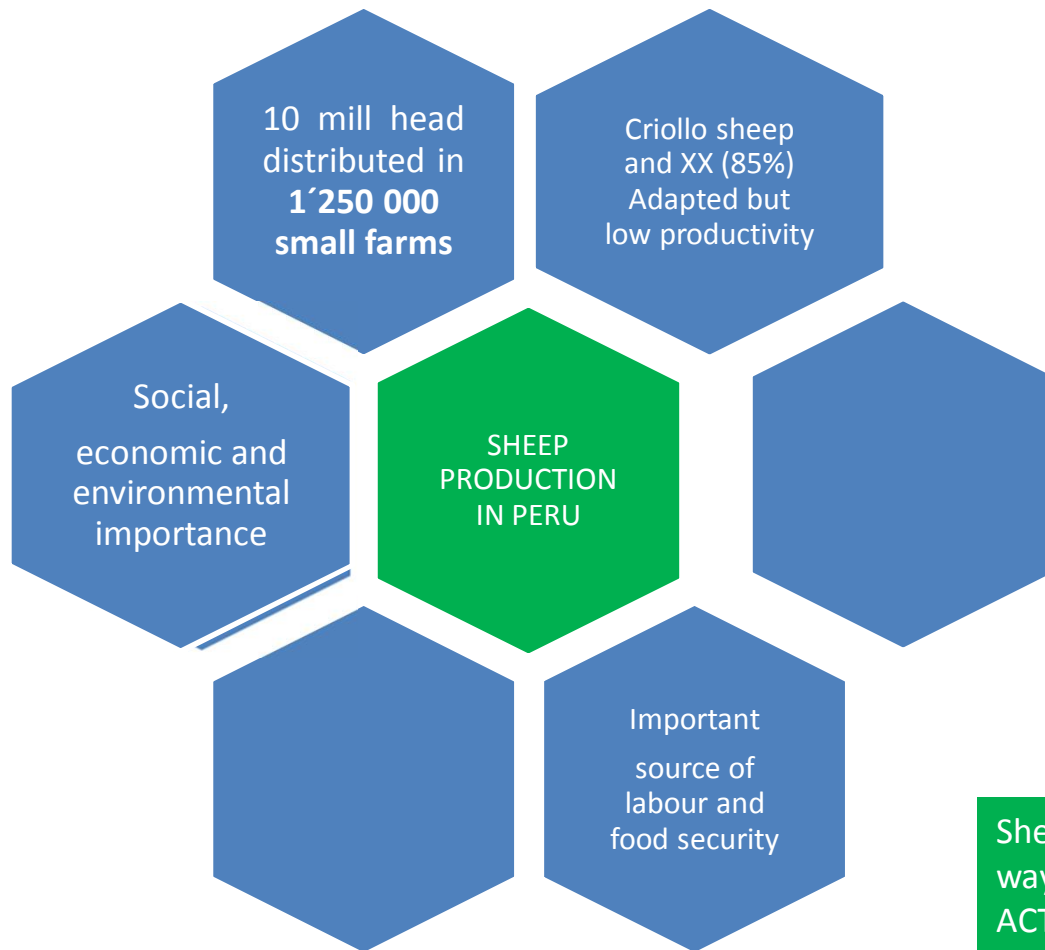 10 mill head
distributed in
1´250 000
small farms
Criollo sheep
and XX (85%)
Adapted but
low productivity
Social,
economic and
environmental
importance
SHEEP
PRODUCTION
IN PERU
Important
source of
labour and
food security